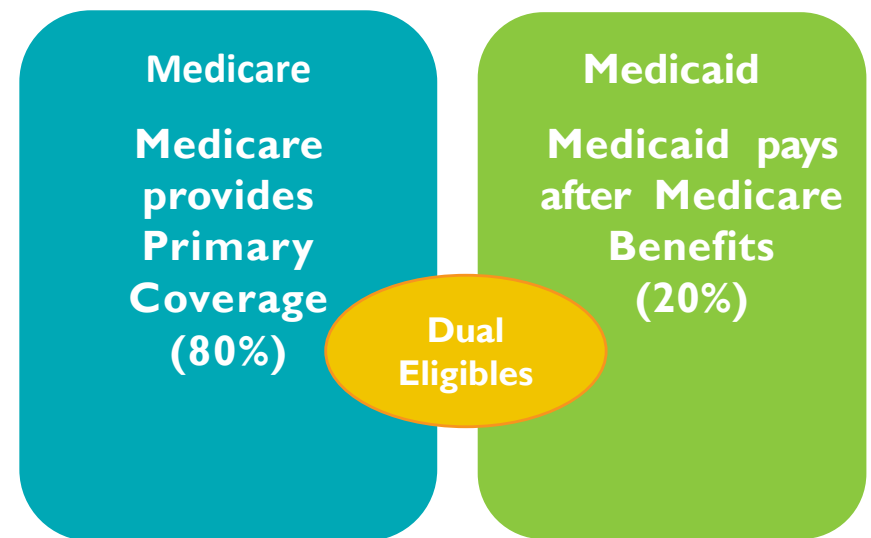 Medicare
Medicare
provides
Primary
Coverage
(80%)
Medicaid
Medicaid pays
after Medicare
Benefits
(20%)
Dual
Eligibles